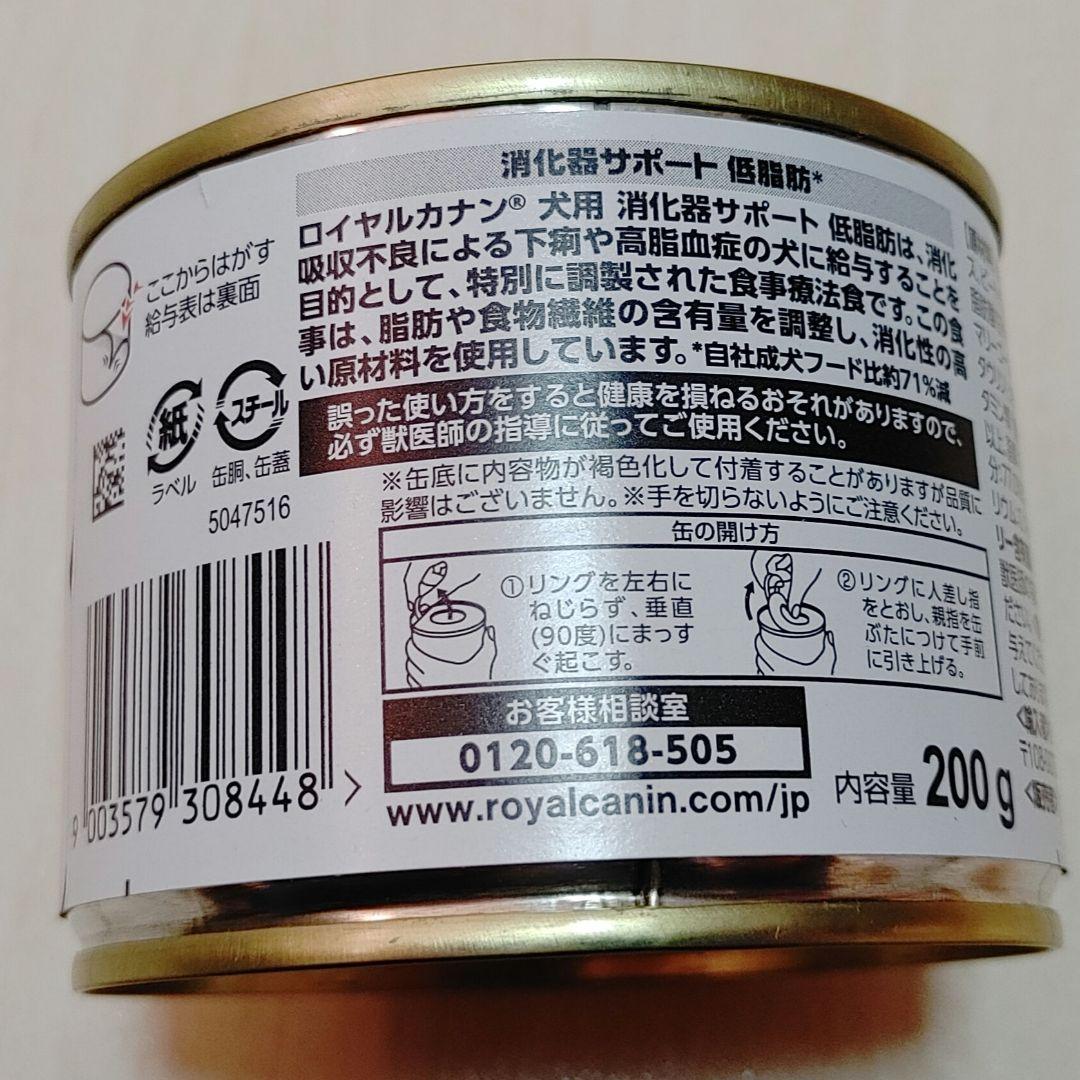 消化器サポート 低脂肪*
ロイヤルカナン® 犬用 消化器サポート 低脂肪は、消化
吸収不良による下痢や高脂血症の犬に給与することを
目的として、特別に調製された食事療法食です。この食
事は、脂肪や食物繊維の含有量を調整し、消化性の高
い原材料を使用しています。*自社成犬フード比約71%減
誤った使い方をすると健康を損ねるおそれがありますので、
必ず獣医師の指導に従ってご使用ください。
※缶底に内容物が褐色化して付着することがありますが品質に
影響はございません。※手を切らないようにご注意ください。
缶の開け方
①リングを左右に
ねじらず、垂直
(90度)にまっす
ぐ起こす。
②リングに人差し指
をとおし、親指を缶
ぶたにつけて手前
に引き上げる。
お客様相談室
0120-618-505
www.royalcanin.com/jp
内容量 200g
ここからはがす
給与表は裏面
紙
ラベル
スチール
缶胴、缶蓋
5047516
9 003579 308448 >